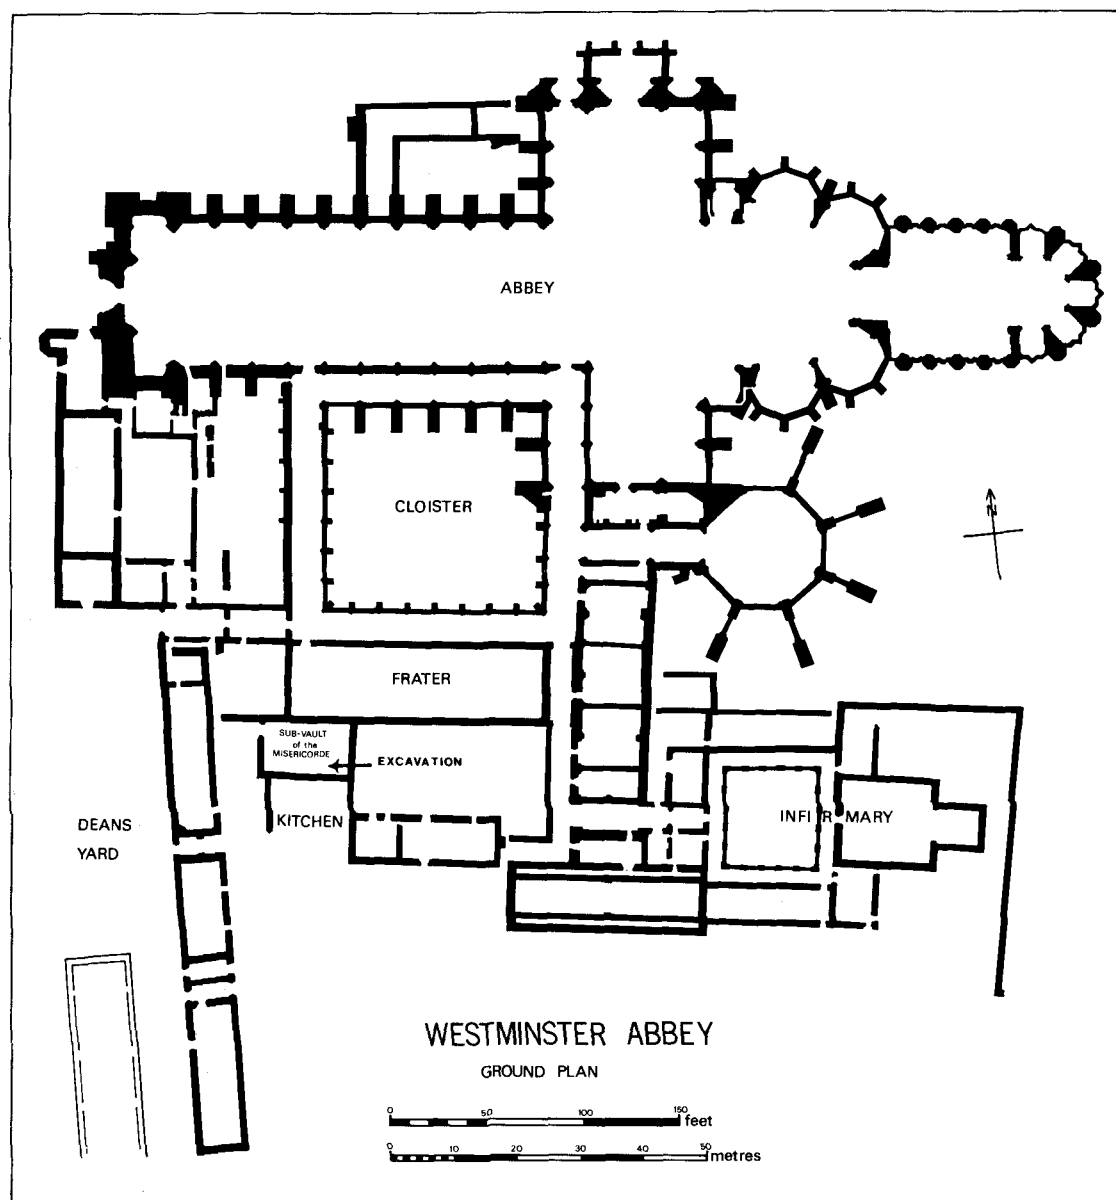 ABBEY
CLOISTER
N
FRATER
SUB-VAULT
of the
MISERICORDE
EXCAVATION
KITCHEN
DEANS
YARD
INFIRMARY
WESTMINSTER ABBEY
GROUND PLAN
0 50 100 150 feet
0 10 20 30 40 50 metres